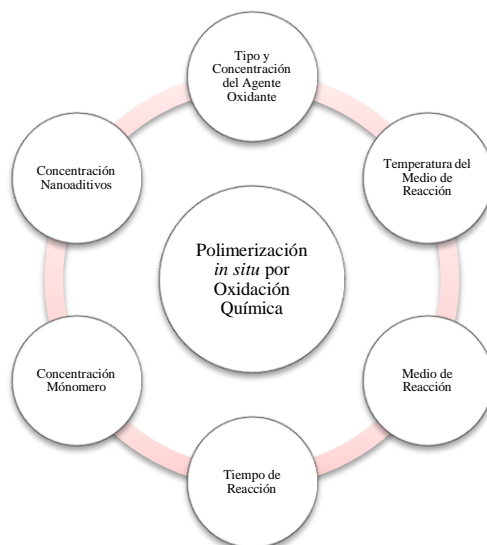 Tipo y
Concentración
del Agente
Oxidante
Temperatura del
Medio de
Reacción
Medio de
Reacción
Tiempo de
Reacción
Concentración
Mónomero
Concentración
Nanoaditivos
Polimerización
in situ por
Oxidación
Química